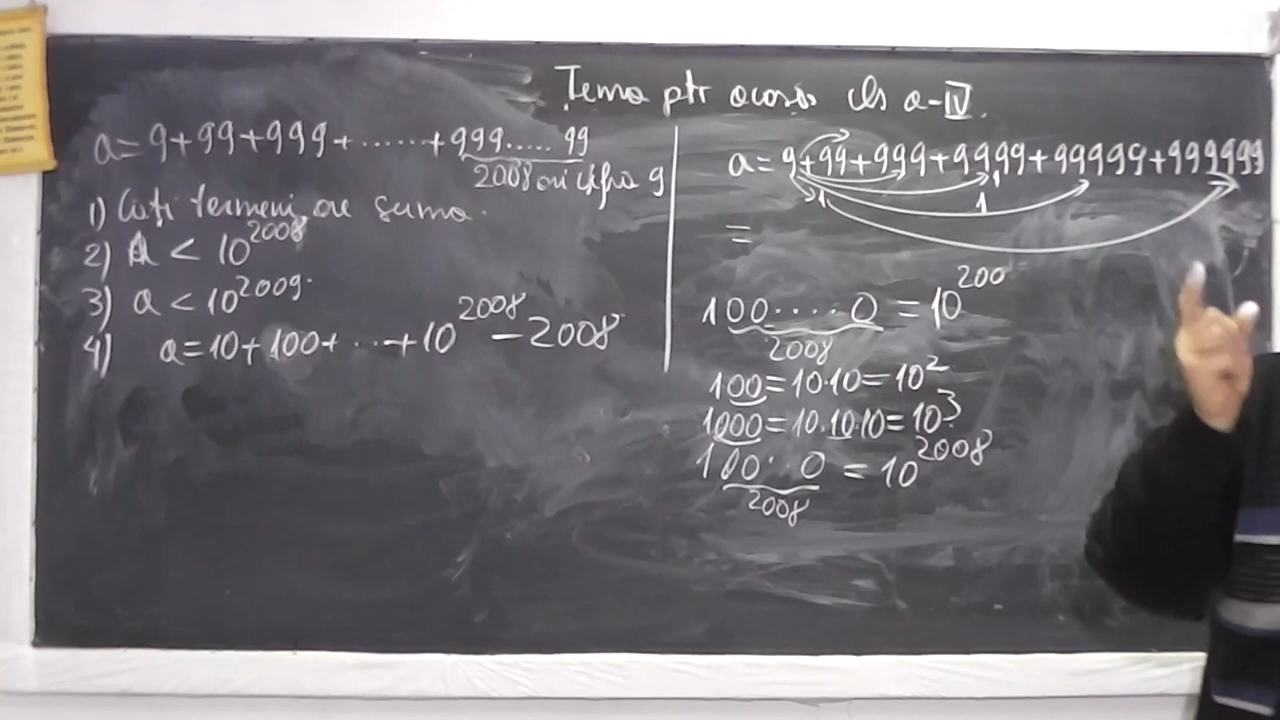 Tema ptr acasă cls a-IV.
a=9+99+999+......+999.....99
2008 ori cifra 9
1) Câți termeni are suma.
2) a < 10^2008
3) a < 10^2009.
4) a=10+100+...+10^2008-2008
a=9+99+999+9999+99999+999999
1
1
1
=
100....0 = 10^200
2008
100=10.10=10^2
1000=10.10.10=10^3
100..0 = 10^2008
2008